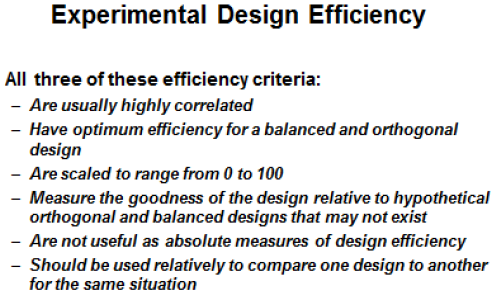 Experimental Design Efficiency
All three of these efficiency criteria:
– Are usually highly correlated
– Have optimum efficiency for a balanced and orthogonal
design
– Are scaled to range from 0 to 100
– Measure the goodness of the design relative to hypothetical
orthogonal and balanced designs that may not exist
– Are not useful as absolute measures of design efficiency
– Should be used relatively to compare one design to another
for the same situation